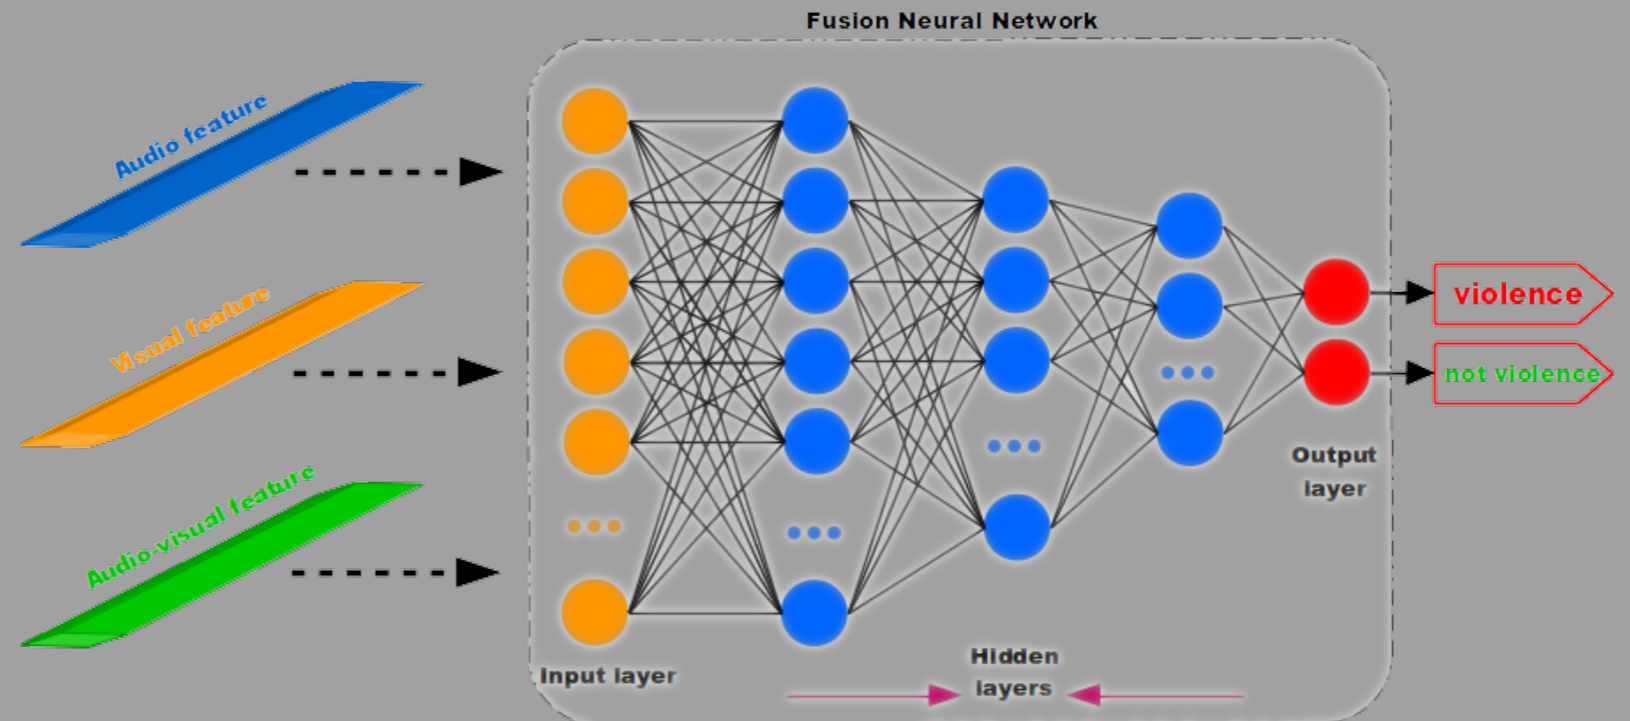 Fusion Neural Network
Audio feature
Visual feature
Audio-visual feature
violence
not violence
Output
layer
Input layer
Hidden
layers